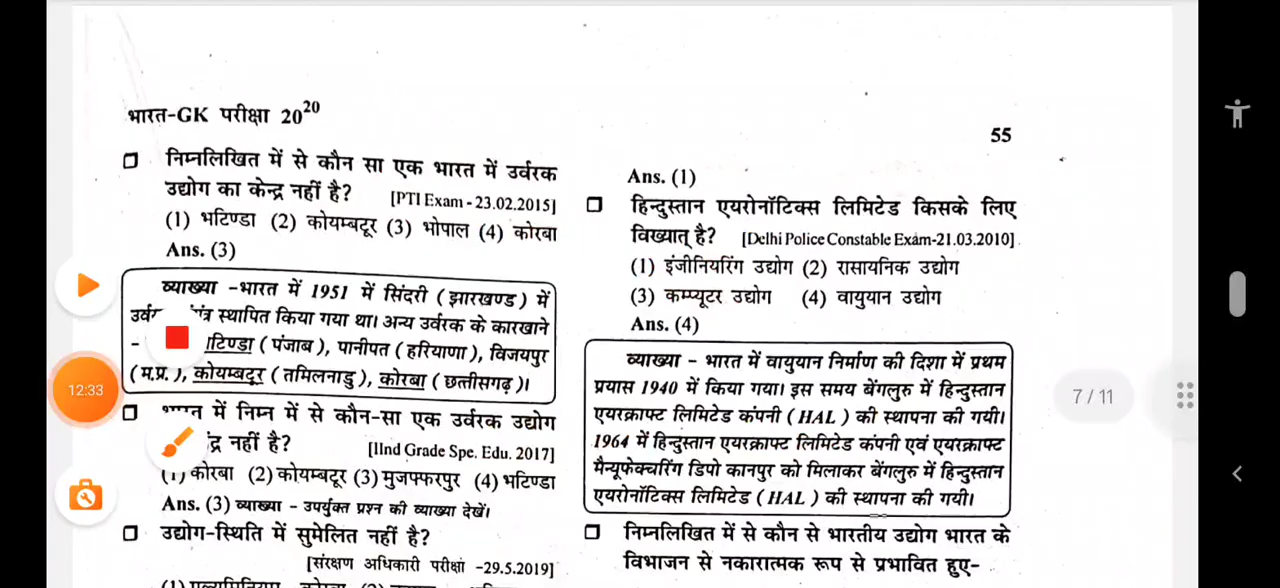 भारत-GK परीक्षा 20²⁰
55
निम्नलिखित में से कौन सा एक भारत में उर्वरक
उद्योग का केन्द्र नहीं है? [PTI Exam - 23.02.2015]
(1) भटिण्डा (2) कोयम्बटूर (3) भोपाल (4) कोरबा
Ans. (3)
व्याख्या -भारत में 1951 में सिंदरी (झारखण्ड) में
स्थापित किया गया था। अन्य उर्वरक के कारखाने
- (पंजाब), पानीपत (हरियाणा), विजयपुर
(म.प्र.), कोयम्बटूर (तमिलनाडु), कोरबा (छत्तीसगढ़)।
में निम्न में से कौन-सा एक उर्वरक उद्योग
नहीं है? [IInd Grade Spe. Edu. 2017]
(1) कोरबा (2) कोयम्बटूर (3) मुजफ्फरपुर (4) भटिण्डा
Ans. (3) व्याख्या - उपर्युक्त प्रश्न की व्याख्या देखें।
उद्योग-स्थिति में सुमेलित नहीं है?
[संरक्षण अधिकारी परीक्षा -29.5.2019]
Ans. (1)
हिन्दुस्तान एयरोनॉटिक्स लिमिटेड किसके लिए
विख्यात् है? [Delhi Police Constable Exam-21.03.2010]
(1) इंजीनियरिंग उद्योग (2) रासायनिक उद्योग
(3) कम्प्यूटर उद्योग (4) वायुयान उद्योग
Ans. (4)
व्याख्या - भारत में वायुयान निर्माण की दिशा में प्रथम
प्रयास 1940 में किया गया। इस समय बेंगलुरु में हिन्दुस्तान
एयरक्राफ्ट लिमिटेड कंपनी (HAL) की स्थापना की गयी।
1964 में हिन्दुस्तान एयरक्राफ्ट लिमिटेड कंपनी एवं एयरक्राफ्ट
मैन्यूफेक्चरिंग डिपो कानपुर को मिलाकर बेंगलुरु में हिन्दुस्तान
एयरोनॉटिक्स लिमिटेड (HAL) की स्थापना की गयी।
निम्नलिखित में से कौन से भारतीय उद्योग भारत के
विभाजन से नकारात्मक रूप से प्रभावित हुए-
12:33
7 / 11